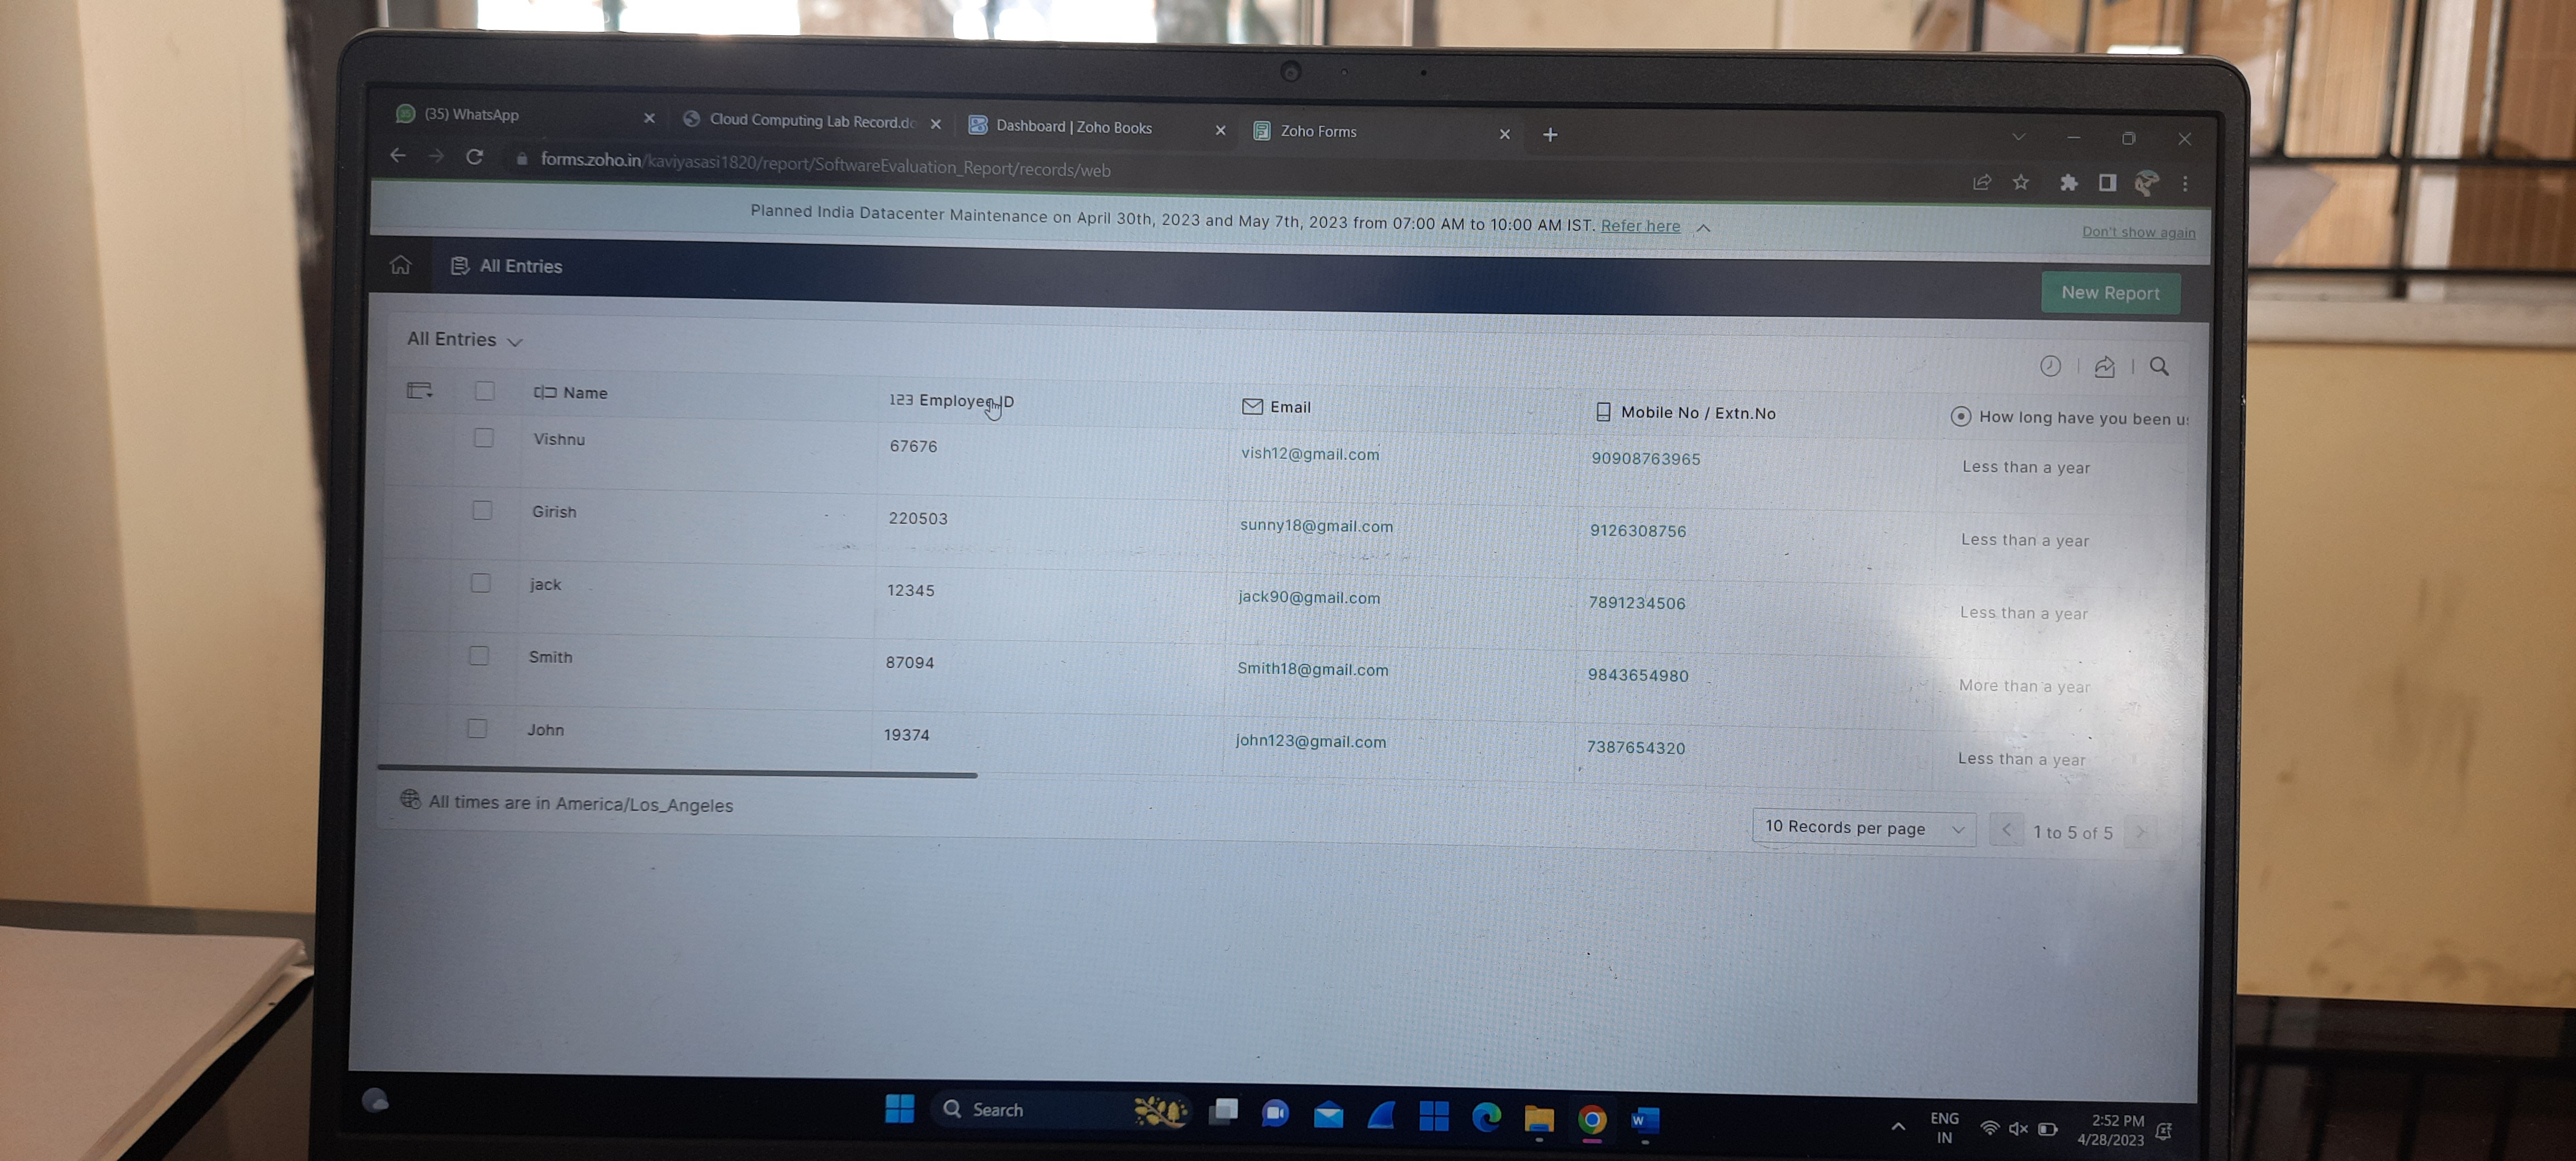 (35) WhatsApp
Cloud Computing Lab Record.do
Dashboard | Zoho Books
Zoho Forms
forms.zoho.in/kaviyasasi1820/report/SoftwareEvaluation_Report/records/web
Planned India Datacenter Maintenance on April 30th, 2023 and May 7th, 2023 from 07:00 AM to 10:00 AM IST. Refer here
Don't show again
All Entries
New Report
All Entries
Name 123 Employee ID Email Mobile No / Extn.No How long have you been us
Vishnu 67676 vish12@gmail.com 90908763965 Less than a year
Girish 220503 sunny18@gmail.com 9126308756 Less than a year
jack 12345 jack90@gmail.com 7891234506 Less than a year
Smith 87094 Smith18@gmail.com 9843654980 More than a year
John 19374 john123@gmail.com 7387654320 Less than a year
All times are in America/Los_Angeles
10 Records per page 1 to 5 of 5
Search
W
ENG
IN
2:52 PM
4/28/2023